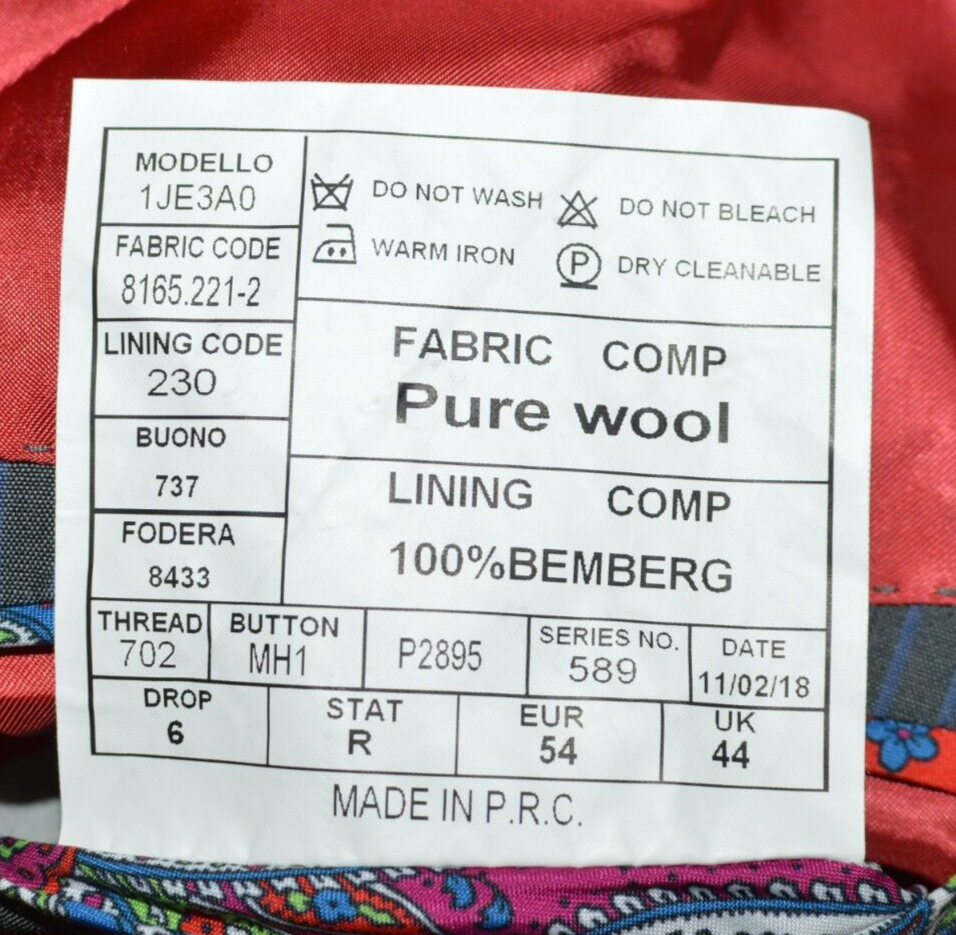 MODELLO
1JE3A0
FABRIC CODE
8165.221-2
LINING CODE
230
BUONO
737
FODERA
8433
DO NOT WASH
DO NOT BLEACH
WARM IRON
P
DRY CLEANABLE
FABRIC COMP
Pure wool
LINING COMP
100%BEMBERG
THREAD
702
BUTTON
MH1
P2895
SERIES NO.
589
DATE
11/02/18
DROP
6
STAT
R
EUR
54
UK
44
MADE IN P.R.C.